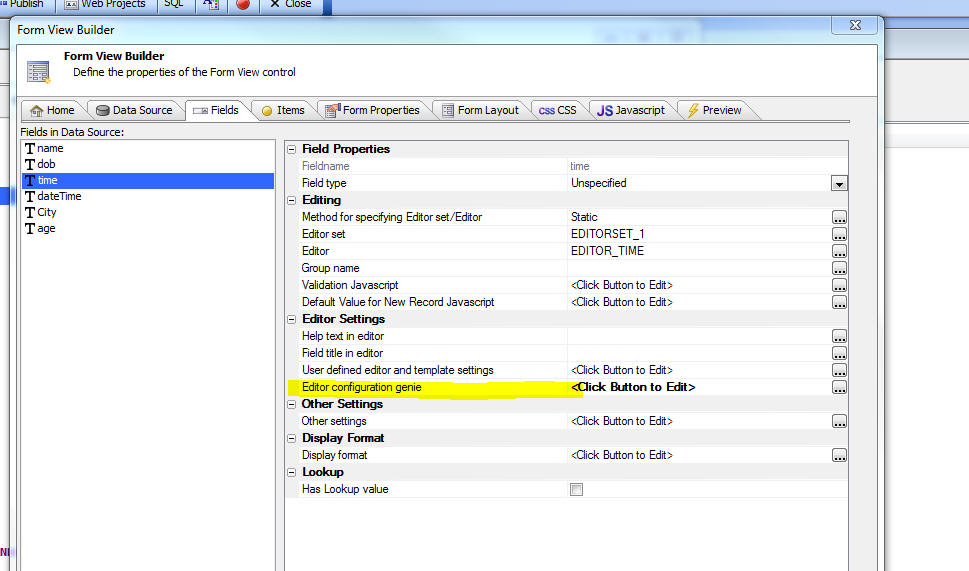 Publish Web Projects SQL Close
Form View Builder
Form View Builder
Define the properties of the Form View control
Home Data Source Fields Items Form Properties Form Layout CSS CSS JS Javascript Preview
Fields in Data Source:
T name
T dob
T time
T dateTime
T City
T age
Field Properties
Fieldname time
Field type Unspecified
Editing
Method for specifying Editor set/Editor Static ...
Editor set EDITORSET_1 ...
Editor EDITOR_TIME ...
Group name ...
Validation Javascript <Click Button to Edit> ...
Default Value for New Record Javascript <Click Button to Edit> ...
Editor Settings
Help text in editor ...
Field title in editor ...
User defined editor and template settings <Click Button to Edit> ...
Editor configuration genie <Click Button to Edit> ...
Other Settings
Other settings <Click Button to Edit> ...
Display Format
Display format <Click Button to Edit> ...
Lookup
Has Lookup value